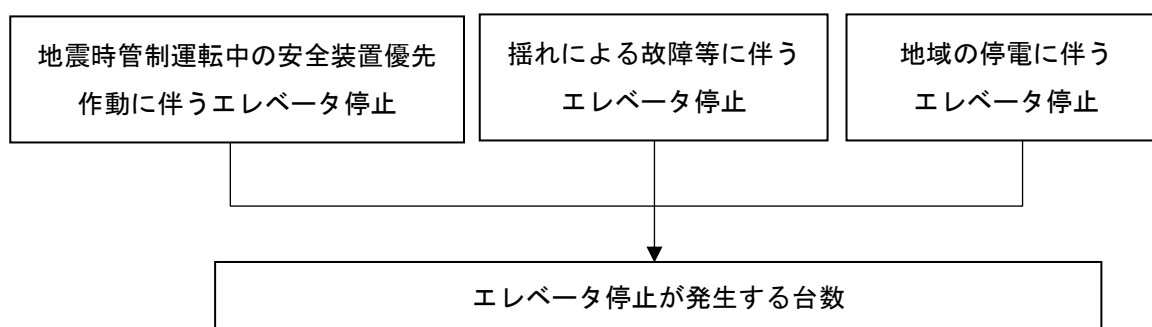 地震時管制運転中の安全装置優先
作動に伴うエレベータ停止
揺れによる故障等に伴う
エレベータ停止
地域の停電に伴う
エレベータ停止
エレベータ停止が発生する台数